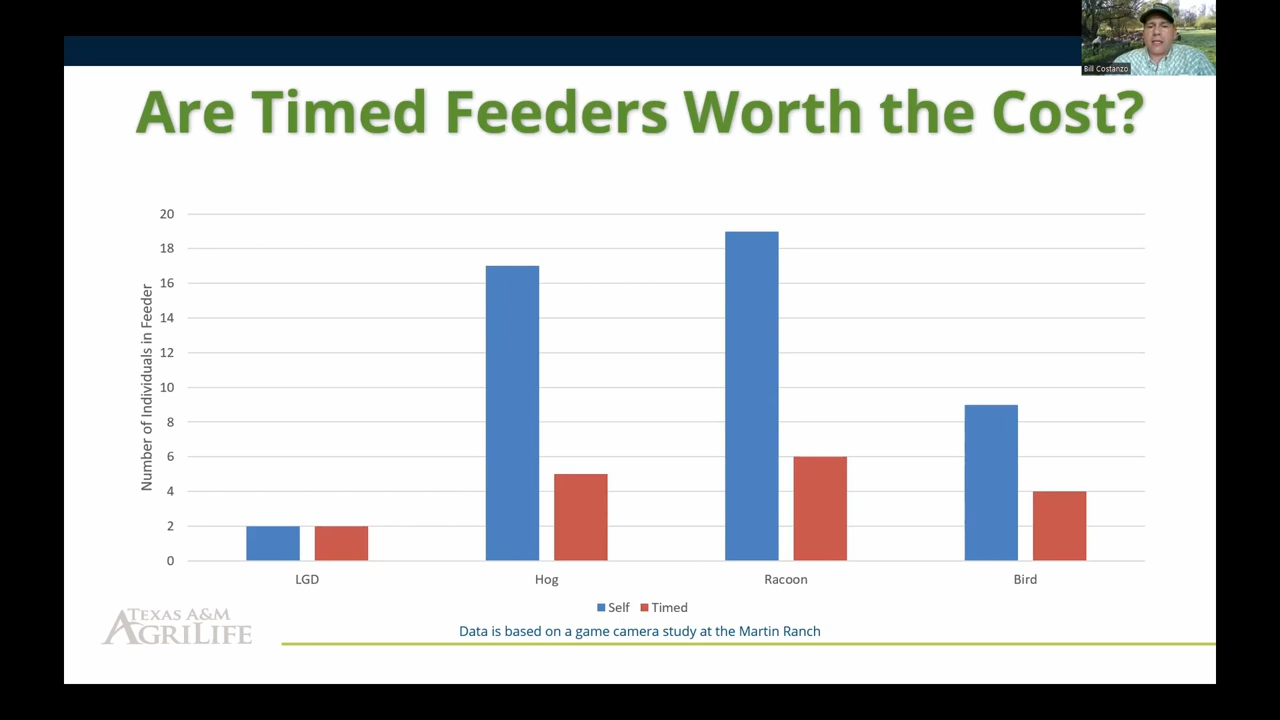 Bill Costanzo
Are Timed Feeders Worth the Cost?
Number of Individuals in Feeder
20
18
16
14
12
10
8
6
4
2
0
LGD Hog Racoon Bird
Self Timed
Data is based on a game camera study at the Martin Ranch
TEXAS A&M
AGRILIFE